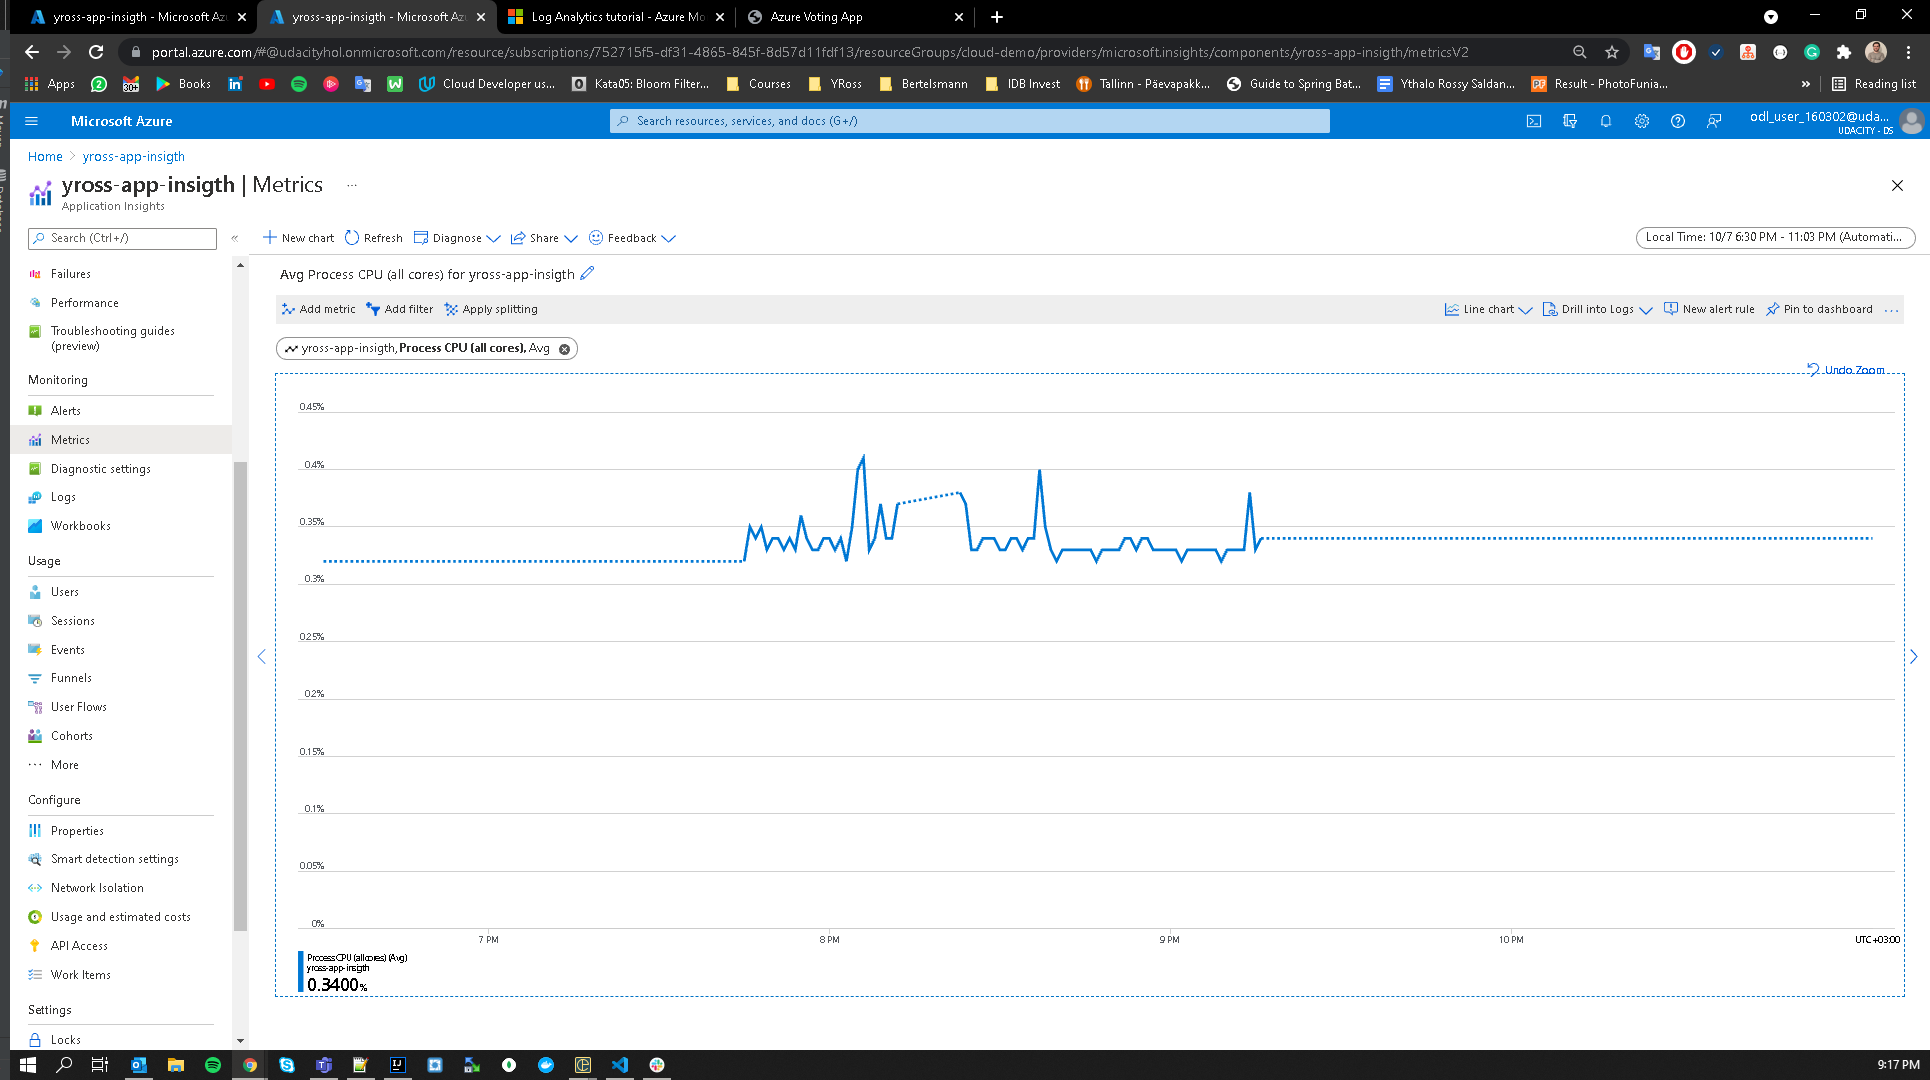 yross-app-insigth - Microsoft Az
yross-app-insigth - Microsoft Az
Log Analytics tutorial - Azure Mo
Azure Voting App
portal.azure.com/#@udacityhol.onmicrosoft.com/resource/subscriptions/752715f5-df31-4865-845f-8d57d11fdf13/resourceGroups/cloud-demo/providers/microsoft.insights/components/yross-app-insigth/metricsV2
Apps
30+
Books
Cloud Developer us...
Kata05: Bloom Filter...
Courses
YRoss
Bertelsmann
IDB Invest
Tallinn - Päevapakk...
Guide to Spring Bat...
Ythalo Rossy Saldan...
Result - PhotoFunia...
»
Reading list
Microsoft Azure
Search resources, services, and docs (G+/)
odl_user_160302@uda...
UDACITY - DS
Home > yross-app-insigth
yross-app-insigth | Metrics ...
Application Insights
Search (Ctrl+/)
«
New chart
Refresh
Diagnose
Share
Feedback
Local Time: 10/7 6:30 PM - 11:03 PM (Automati...
Failures
Performance
Troubleshooting guides
(preview)
Monitoring
Alerts
Metrics
Diagnostic settings
Logs
Workbooks
Usage
Users
Sessions
Events
Funnels
User Flows
Cohorts
More
Configure
Properties
Smart detection settings
Network Isolation
Usage and estimated costs
API Access
Work Items
Settings
Locks
Avg Process CPU (all cores) for yross-app-insigth
Add metric
Add filter
Apply splitting
Line chart
Drill into Logs
New alert rule
Pin to dashboard
...
yross-app-insigth, Process CPU (all cores), Avg
Undo Zoom
0.45%
0.4%
0.35%
0.3%
0.25%
0.2%
0.15%
0.1%
0.05%
0%
7 PM
8 PM
9 PM
10 PM
UTC+03:00
Process CPU (all cores) (Avg)
yross-app-insigth
0.3400%
9:17 PM